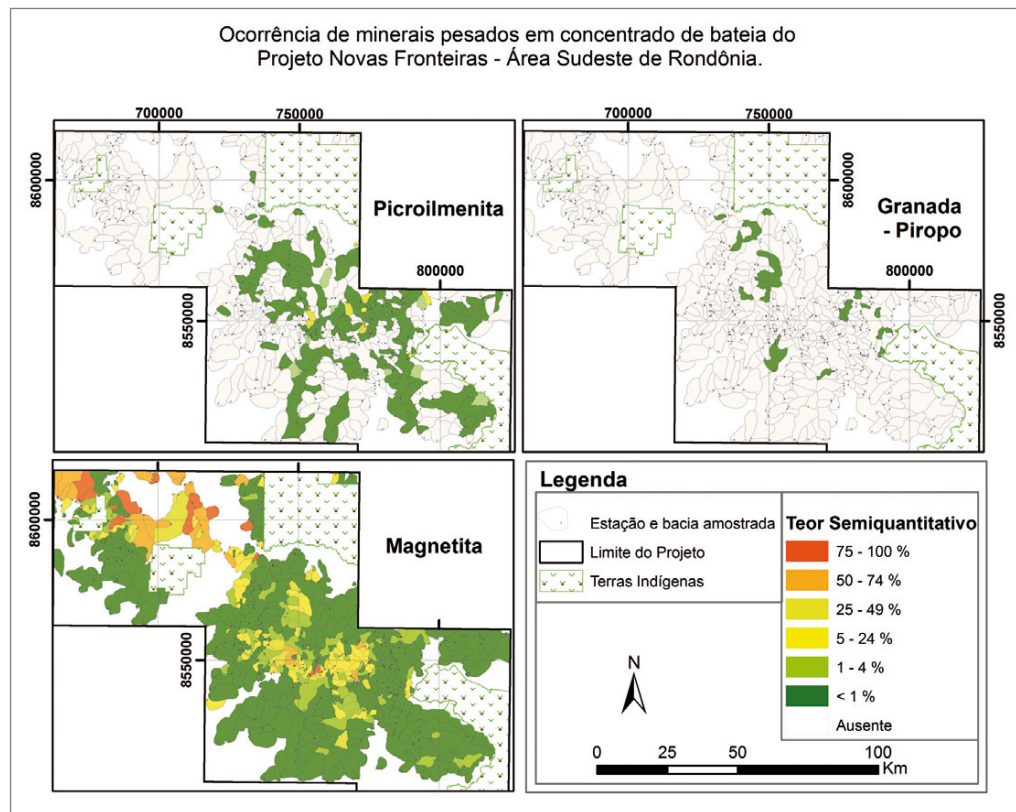 Ocorrência de minerais pesados em concentrado de bateia do
Projeto Novas Fronteiras - Área Sudeste de Rondônia.
700000
750000
8600000
Picroilmenita
800000
8550000
700000
750000
8600000
Granada
- Piropo
800000
8550000
8600000
Magnetita
8550000
Legenda
Estação e bacia amostrada
Limite do Projeto
Terras Indígenas
Teor Semiquantitativo
75 - 100 %
50 - 74 %
25 - 49 %
5 - 24 %
1 - 4 %
< 1 %
Ausente
N
0 25 50 100
Km